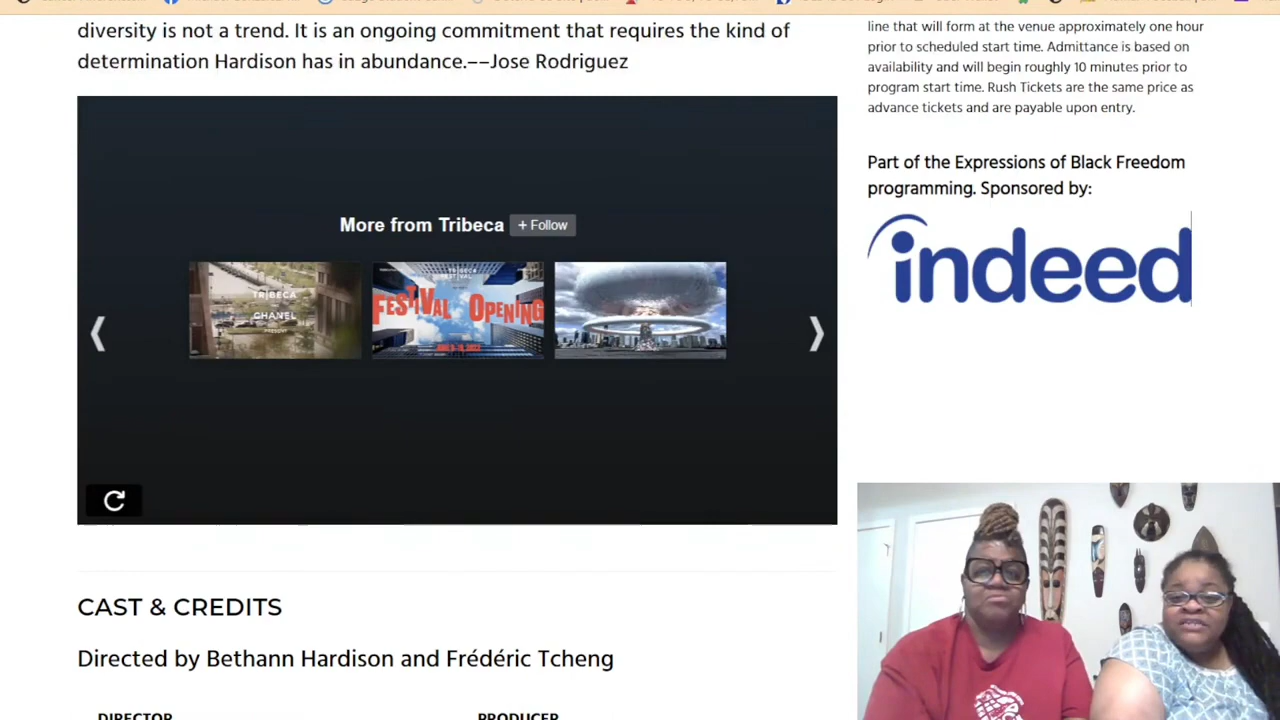 diversity is not a trend. It is an ongoing commitment that requires the kind of
determination Hardison has in abundance.––Jose Rodriguez
More from Tribeca
+ Follow
TRIBECA
CHANEL
PRESENT
TRIBECA
FESTIVAL
FESTIVAL OPENING
CAST & CREDITS
Directed by Bethann Hardison and Frédéric Tcheng
DIRECTOR
PRODUCER
line that will form at the venue approximately one hour
prior to scheduled start time. Admittance is based on
availability and will begin roughly 10 minutes prior to
program start time. Rush Tickets are the same price as
advance tickets and are payable upon entry.
Part of the Expressions of Black Freedom
programming. Sponsored by:
indeed